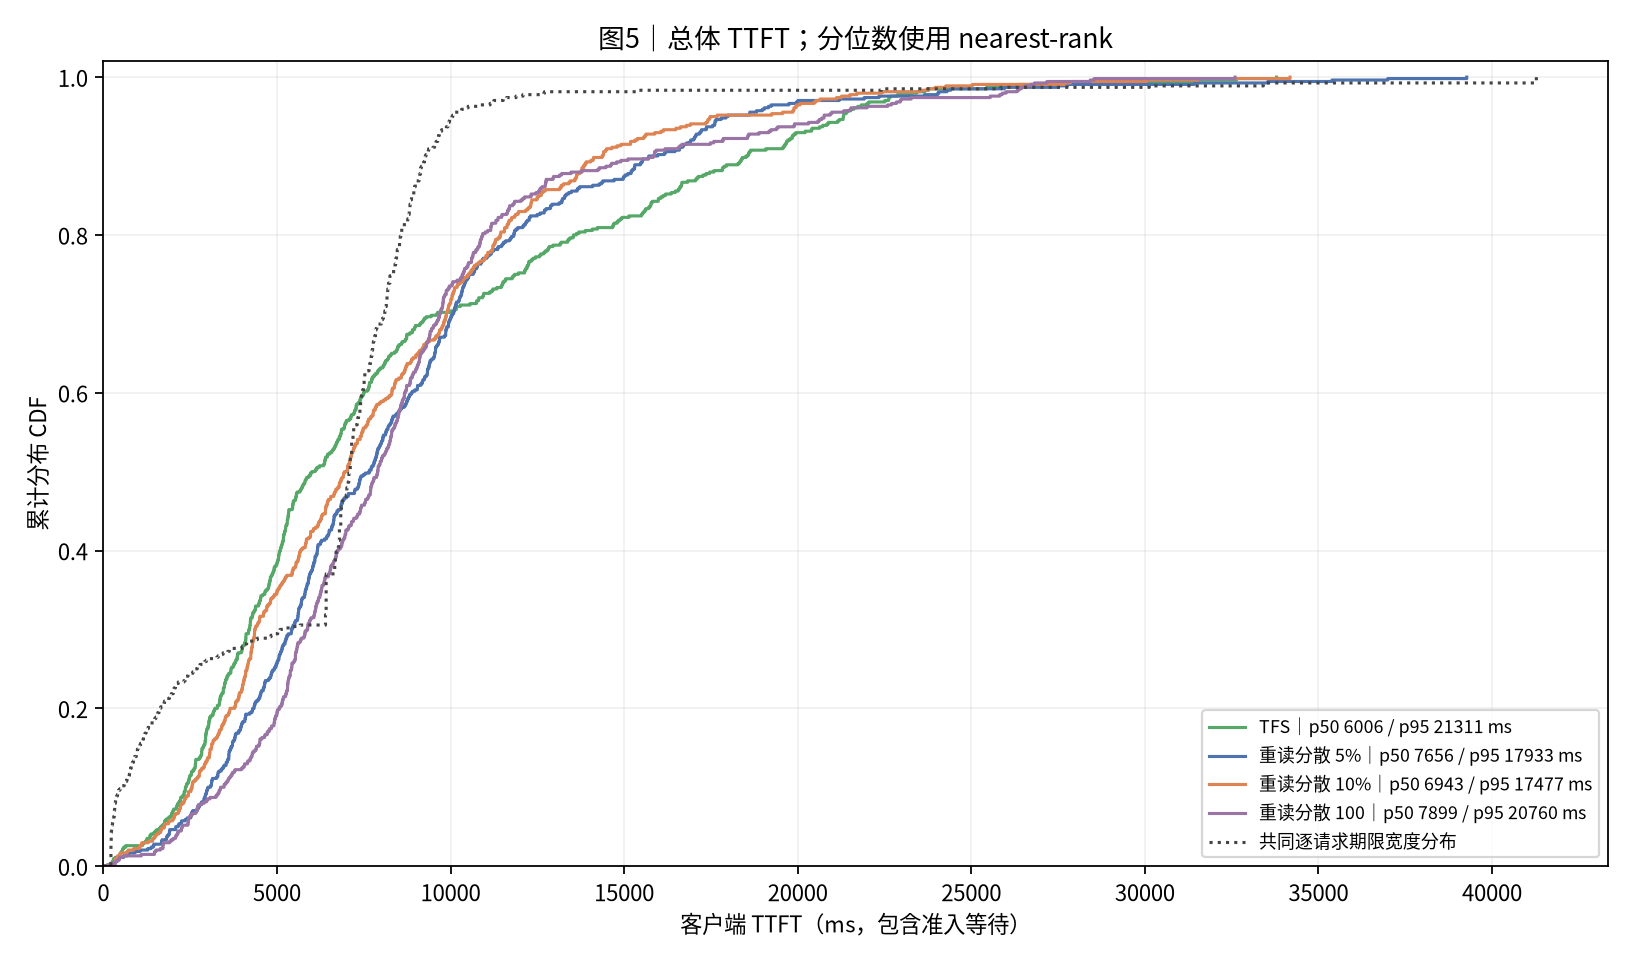 图5｜总体 TTFT；分位数使用 nearest-rank
累计分布 CDF
1.0
0.8
0.6
0.4
0.2
0.0
0
5000
10000
15000
20000
25000
30000
35000
40000
客户端 TTFT（ms，包含准入等待）
TFS｜p50 6006 / p95 21311 ms
重读分散 5%｜p50 7656 / p95 17933 ms
重读分散 10%｜p50 6943 / p95 17477 ms
重读分散 100｜p50 7899 / p95 20760 ms
共同逐请求期限宽度分布